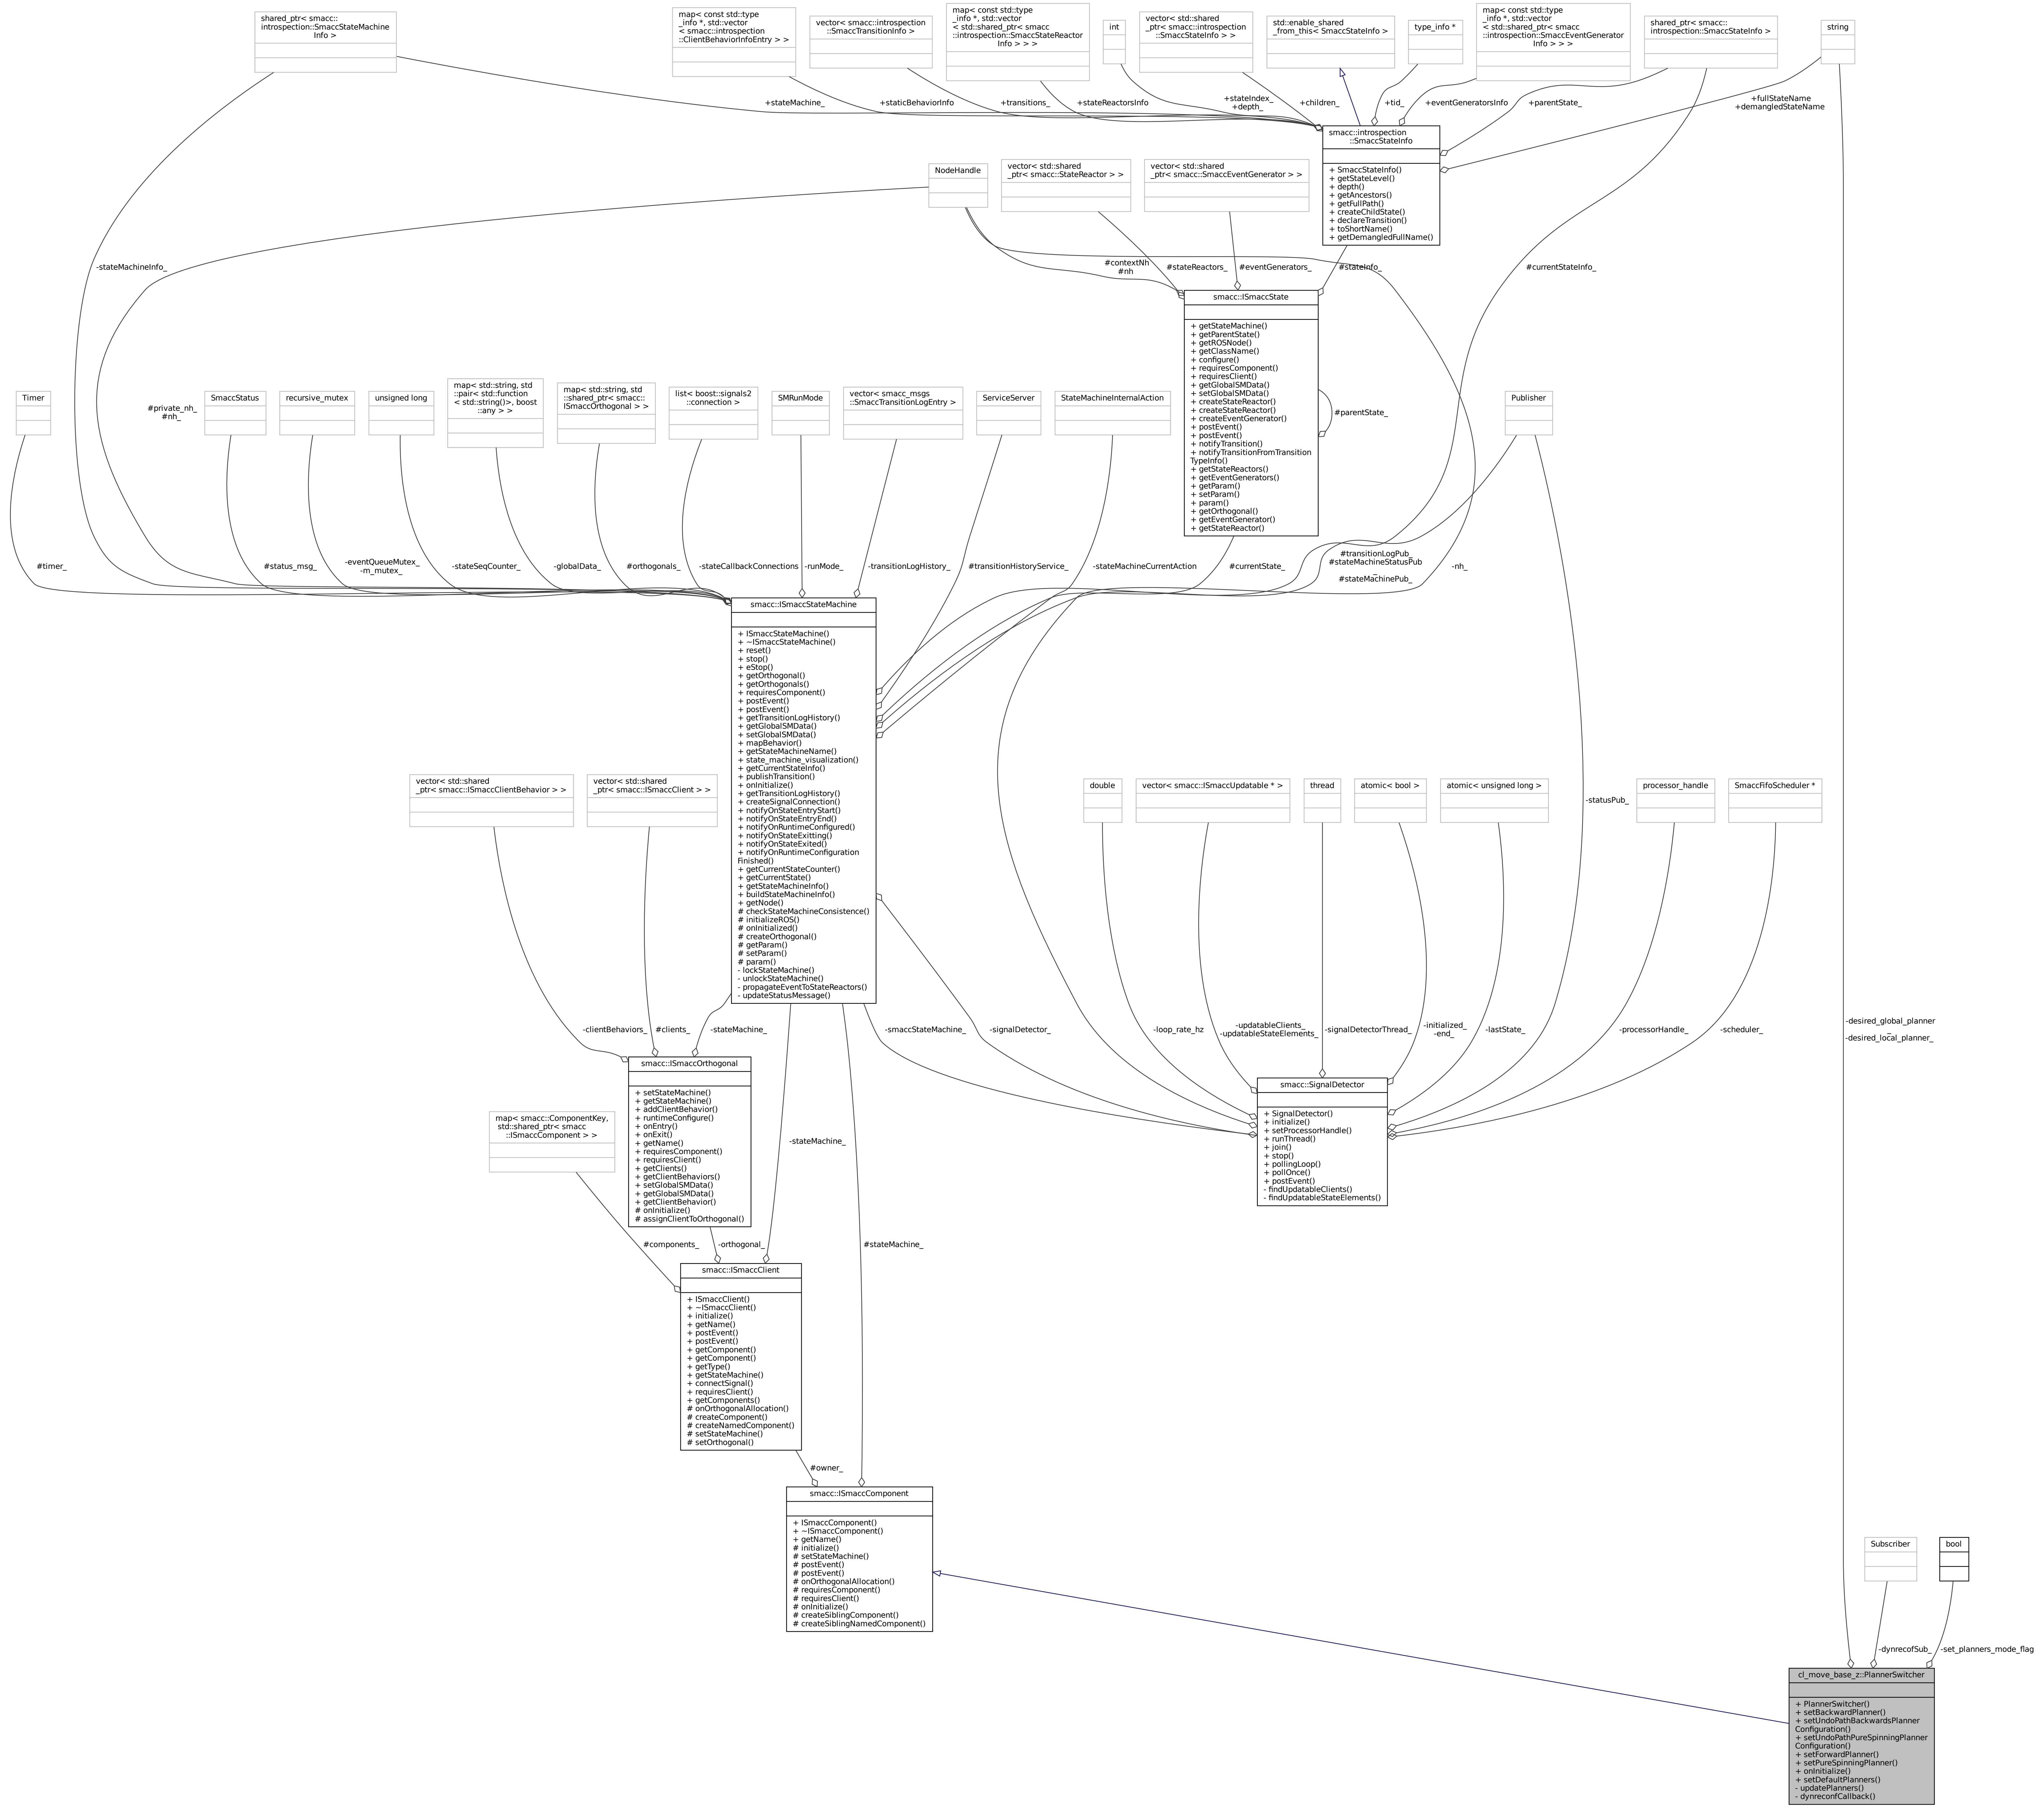 shared_ptr< smacc::
introspection::SmaccStateMachine
Info >
map< const std::type
_info *, std::vector
< smacc::introspection
::ClientBehaviorInfoEntry > >
vector< smacc::introspection
::SmaccTransitionInfo >
map< const std::type
_info *, std::vector
< std::shared_ptr< smacc
::introspection::SmaccStateReactor
Info > > >
int
vector< std::shared
_ptr< smacc::introspection
::SmaccStateInfo > >
std::enable_shared
_from_this< SmaccStateInfo >
type_info *
map< const std::type
_info *, std::vector
< std::shared_ptr< smacc
::introspection::SmaccEventGenerator
Info > > >
shared_ptr< smacc::
introspection::SmaccStateInfo >
string
+stateMachine_
+staticBehaviorInfo
+transitions_
+stateReactorsInfo
+stateIndex_
+depth_
+children_
+tid_
+eventGeneratorsInfo
+parentState_
+fullStateName
+demangledStateName
smacc::introspection
::SmaccStateInfo
+ SmaccStateInfo()
+ getStateLevel()
+ depth()
+ getAncestors()
+ getFullPath()
+ createChildState()
+ declareTransition()
+ toShortName()
+ getDemangledFullName()
NodeHandle
vector< std::shared
_ptr< smacc::StateReactor > >
vector< std::shared
_ptr< smacc::SmaccEventGenerator > >
-stateMachineInfo_
#contextNh
#nh
#stateReactors_
#eventGenerators_
#stateInfo_
#currentStateInfo_
smacc::ISmaccState
+ getStateMachine()
+ getParentState()
+ getROSNode()
+ getClassName()
+ configure()
+ requiresComponent()
+ requiresClient()
+ getGlobalSMData()
+ setGlobalSMData()
+ createStateReactor()
+ createStateReactor()
+ createEventGenerator()
+ postEvent()
+ postEvent()
+ notifyTransition()
+ notifyTransitionFromTransition
TypeInfo()
+ getStateReactors()
+ getEventGenerators()
+ getParam()
+ setParam()
+ param()
+ getOrthogonal()
+ getEventGenerator()
+ getStateReactor()
#parentState_
Timer
#private_nh_
#nh_
SmaccStatus
recursive_mutex
unsigned long
map< std::string, std
::pair< std::function
< std::string()>, boost
::any > >
map< std::string, std
::shared_ptr< smacc::
ISmaccOrthogonal > >
list< boost::signals2
::connection >
SMRunMode
vector< smacc_msgs
::SmaccTransitionLogEntry >
ServiceServer
StateMachineInternalAction
Publisher
#timer_
#status_msg_
-eventQueueMutex_
-m_mutex_
-stateSeqCounter_
-globalData_
#orthogonals_
-stateCallbackConnections
-runMode_
-transitionLogHistory_
#transitionHistoryService_
-stateMachineCurrentAction
#currentState_
#transitionLogPub_
#stateMachineStatusPub
_
#stateMachinePub_
-nh_
smacc::ISmaccStateMachine
+ ISmaccStateMachine()
+ ~ISmaccStateMachine()
+ reset()
+ stop()
+ eStop()
+ getOrthogonal()
+ getOrthogonals()
+ requiresComponent()
+ postEvent()
+ postEvent()
+ getTransitionLogHistory()
+ getGlobalSMData()
+ setGlobalSMData()
+ mapBehavior()
+ getStateMachineName()
+ state_machine_visualization()
+ getCurrentStateInfo()
+ publishTransition()
+ onInitialize()
+ getTransitionLogHistory()
+ createSignalConnection()
+ notifyOnStateEntryStart()
+ notifyOnStateEntryEnd()
+ notifyOnRuntimeConfigured()
+ notifyOnStateExitting()
+ notifyOnStateExited()
+ notifyOnRuntimeConfiguration
Finished()
+ getCurrentStateCounter()
+ getCurrentState()
+ getStateMachineInfo()
+ buildStateMachineInfo()
+ getNode()
# checkStateMachineConsistence()
# initializeROS()
# onInitialized()
# createOrthogonal()
# getParam()
# setParam()
# param()
- lockStateMachine()
- unlockStateMachine()
- propagateEventToStateReactors()
- updateStatusMessage()
vector< std::shared
_ptr< smacc::ISmaccClientBehavior > >
vector< std::shared
_ptr< smacc::ISmaccClient > >
double
vector< smacc::ISmaccUpdatable * >
thread
atomic< bool >
atomic< unsigned long >
-statusPub_
processor_handle
SmaccFifoScheduler *
-clientBehaviors_
#clients_
-stateMachine_
-smaccStateMachine_
-signalDetector_
-loop_rate_hz
-updatableClients_
-updatableStateElements_
-signalDetectorThread_
-initialized_
-end_
-lastState_
-processorHandle_
-scheduler_
-desired_global_planner
_
-desired_local_planner_
smacc::ISmaccOrthogonal
+ setStateMachine()
+ getStateMachine()
+ addClientBehavior()
+ runtimeConfigure()
+ onEntry()
+ onExit()
+ getName()
+ requiresComponent()
+ requiresClient()
+ getClients()
+ getClientBehaviors()
+ setGlobalSMData()
+ getGlobalSMData()
+ getClientBehavior()
# onInitialize()
# assignClientToOrthogonal()
smacc::SignalDetector
+ SignalDetector()
+ initialize()
+ setProcessorHandle()
+ runThread()
+ join()
+ stop()
+ pollingLoop()
+ pollOnce()
+ postEvent()
- findUpdatableClients()
- findUpdatableStateElements()
map< smacc::ComponentKey,
std::shared_ptr< smacc
::ISmaccComponent > >
-stateMachine_
#components_
-orthogonal_
#stateMachine_
smacc::ISmaccClient
+ ISmaccClient()
+ ~ISmaccClient()
+ initialize()
+ getName()
+ postEvent()
+ postEvent()
+ getComponent()
+ getComponent()
+ getType()
+ getStateMachine()
+ connectSignal()
+ requiresClient()
+ getComponents()
# onOrthogonalAllocation()
# createComponent()
# createNamedComponent()
# setStateMachine()
# setOrthogonal()
#owner_
smacc::ISmaccComponent
+ ISmaccComponent()
+ ~ISmaccComponent()
+ getName()
# initialize()
# setStateMachine()
# postEvent()
# postEvent()
# onOrthogonalAllocation()
# requiresComponent()
# requiresClient()
# onInitialize()
# createSiblingComponent()
# createSiblingNamedComponent()
Subscriber
bool
-dynrecofSub_
-set_planners_mode_flag
cl_move_base_z::PlannerSwitcher
+ PlannerSwitcher()
+ setBackwardPlanner()
+ setUndoPathBackwardsPlanner
Configuration()
+ setUndoPathPureSpinningPlanner
Configuration()
+ setForwardPlanner()
+ setPureSpinningPlanner()
+ onInitialize()
+ setDefaultPlanners()
- updatePlanners()
- dynreconfCallback()